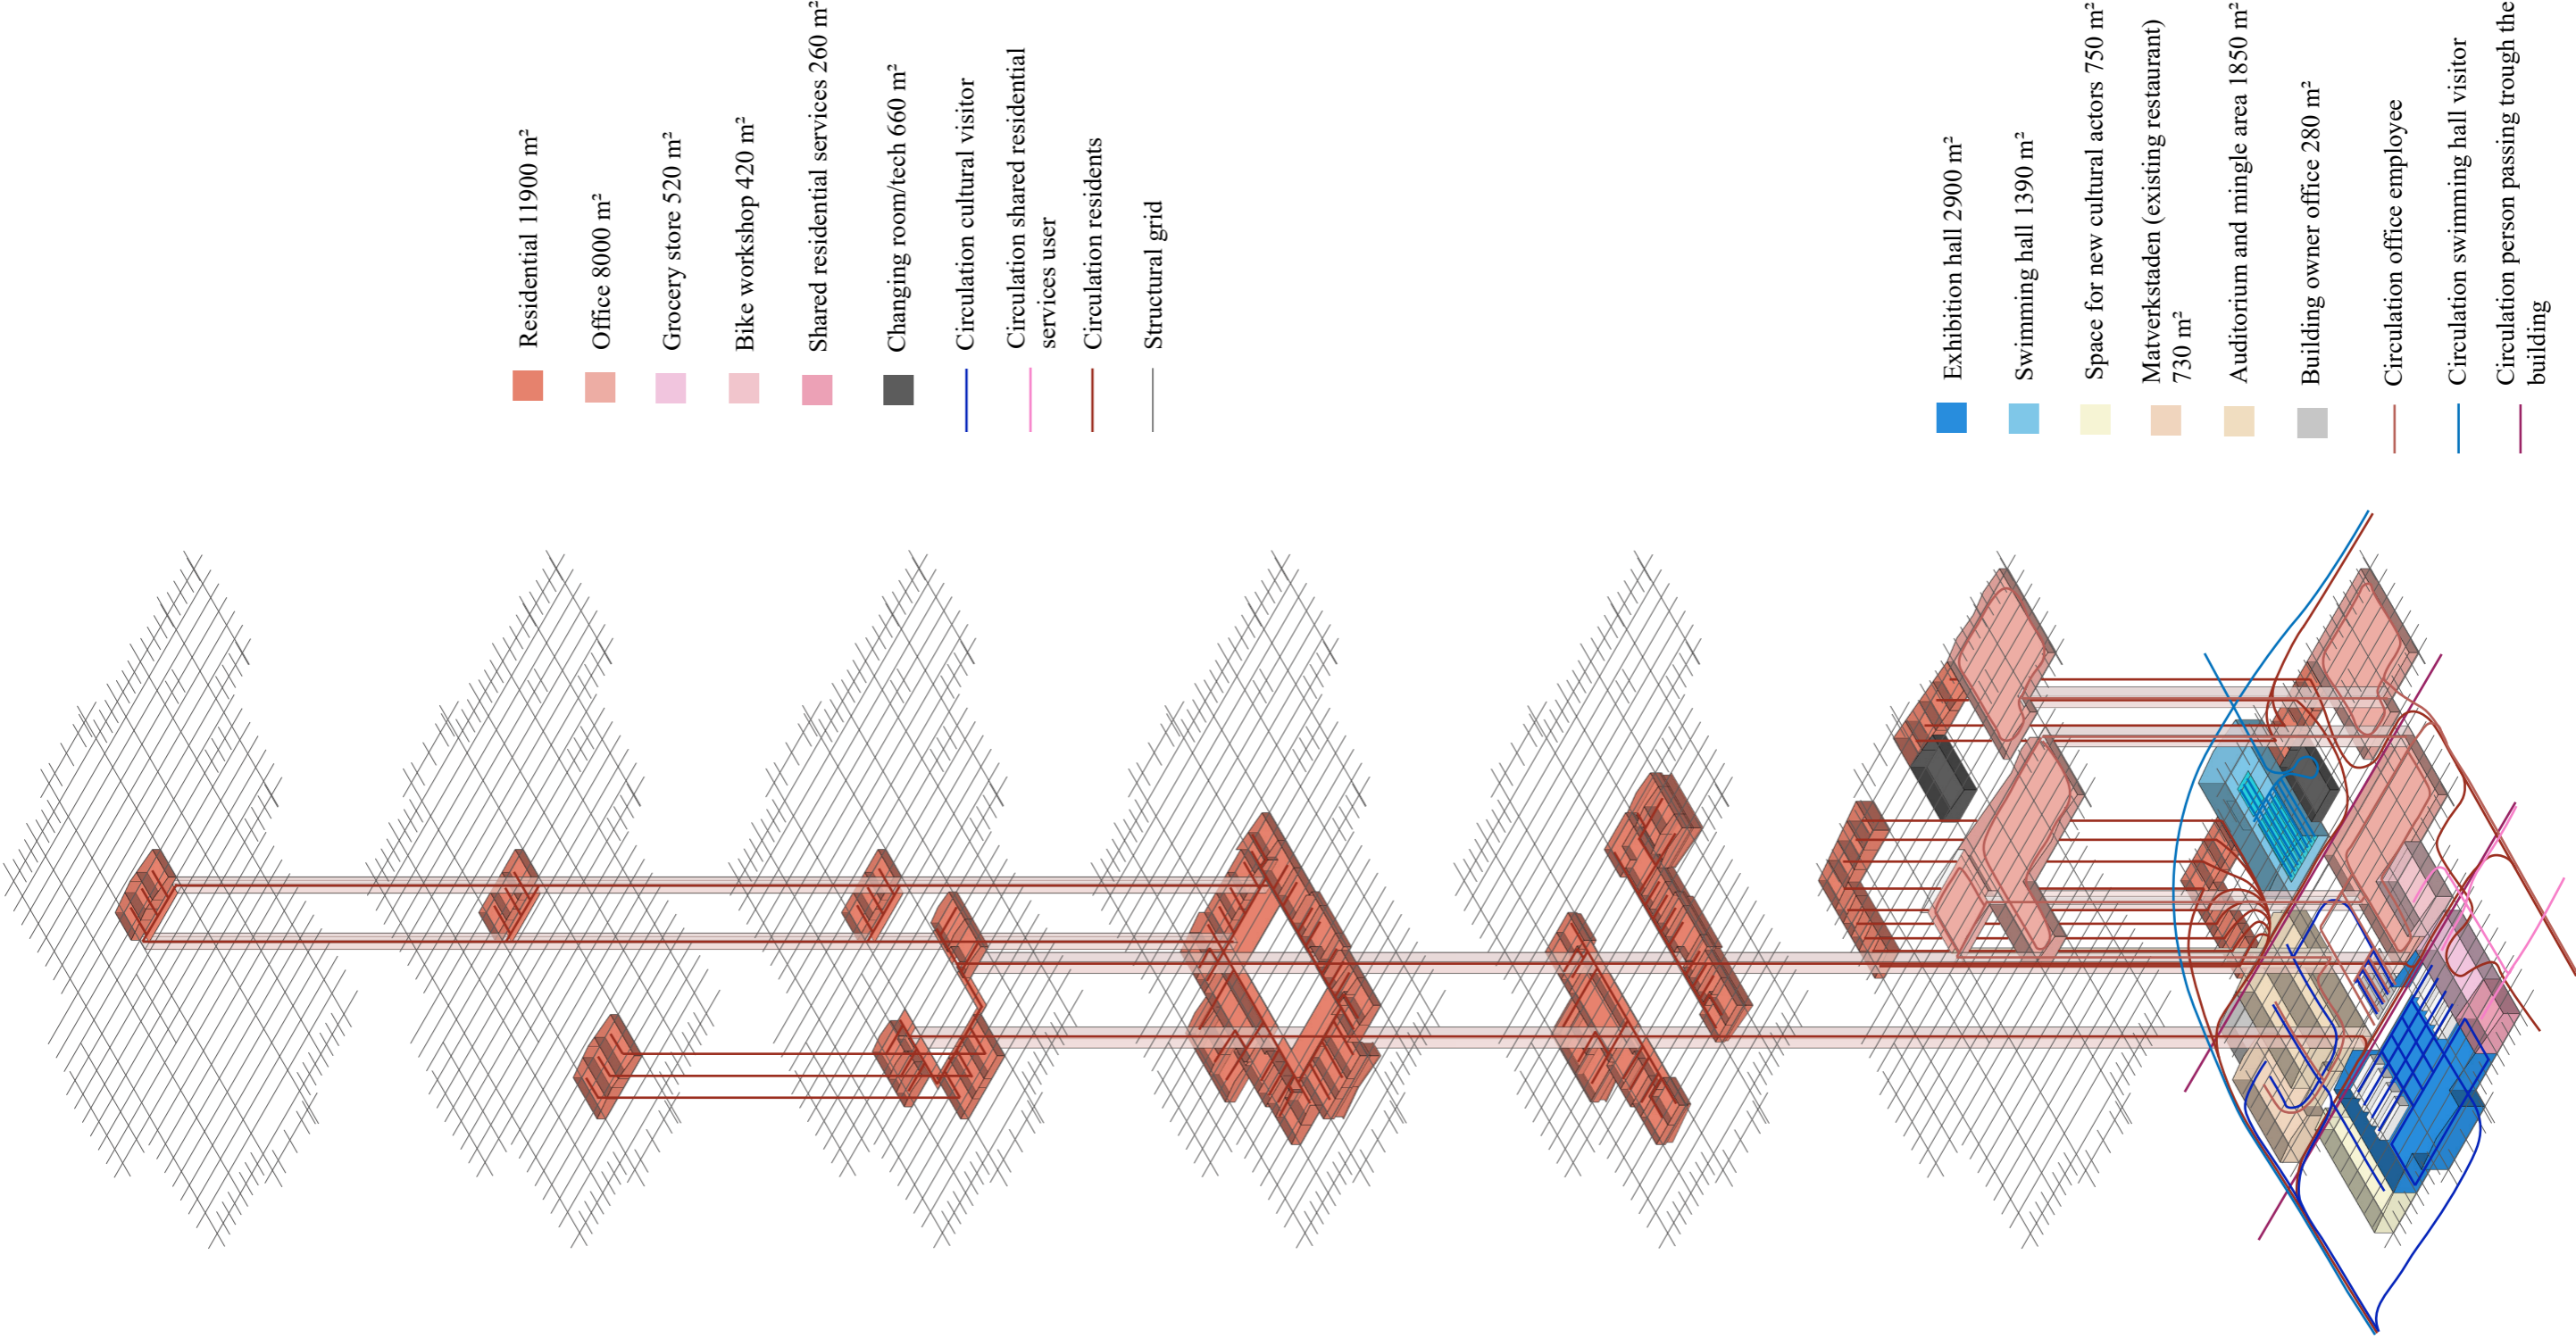 Residential 11900 m²
Office 8000 m²
Grocery store 520 m²
Bike workshop 420 m²
Shared residential services 260 m²
Changing room/tech 660 m²
Circulation cultural visitor
Circulation shared residential
services user
Circulation residents
Structural grid
Exhibition hall 2900 m²
Swimming hall 1390 m²
Space for new cultural actors 750 m²
Matverkstaden (existing restaurant)
730 m²
Auditorium and mingle area 1850 m²
Building owner office 280 m²
Circulation office employee
Circulation swimming hall visitor
Circulation person passing trough the
building